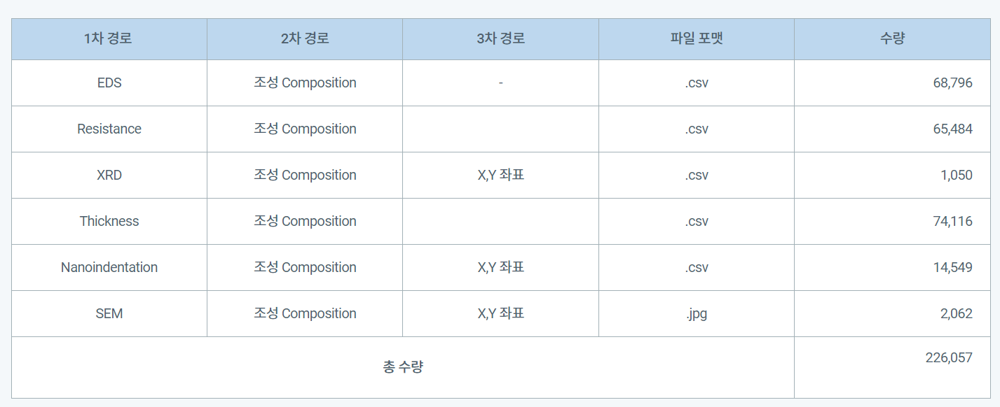 1차 경로 2차 경로 3차 경로 파일 포맷 수량
EDS 조성 Composition - .csv 68,796
Resistance 조성 Composition .csv 65,484
XRD 조성 Composition X,Y 좌표 .csv 1,050
Thickness 조성 Composition .csv 74,116
Nanoindentation 조성 Composition X,Y 좌표 .csv 14,549
SEM 조성 Composition X,Y 좌표 .jpg 2,062
총 수량 226,057